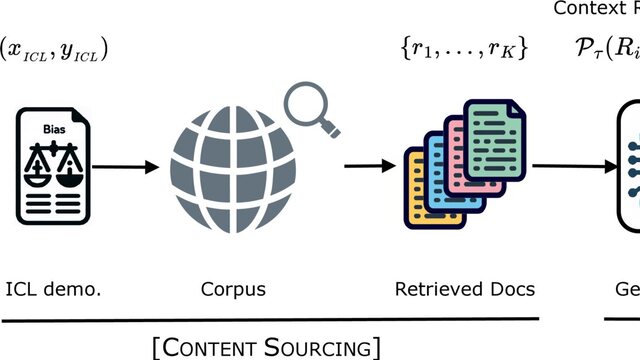 Context R
(x_ICL, y_ICL)
{r_1, . . . , r_K}
𝒫_τ(R_i
Bias
ICL demo.
Corpus
Retrieved Docs
Ge
[CONTENT SOURCING]